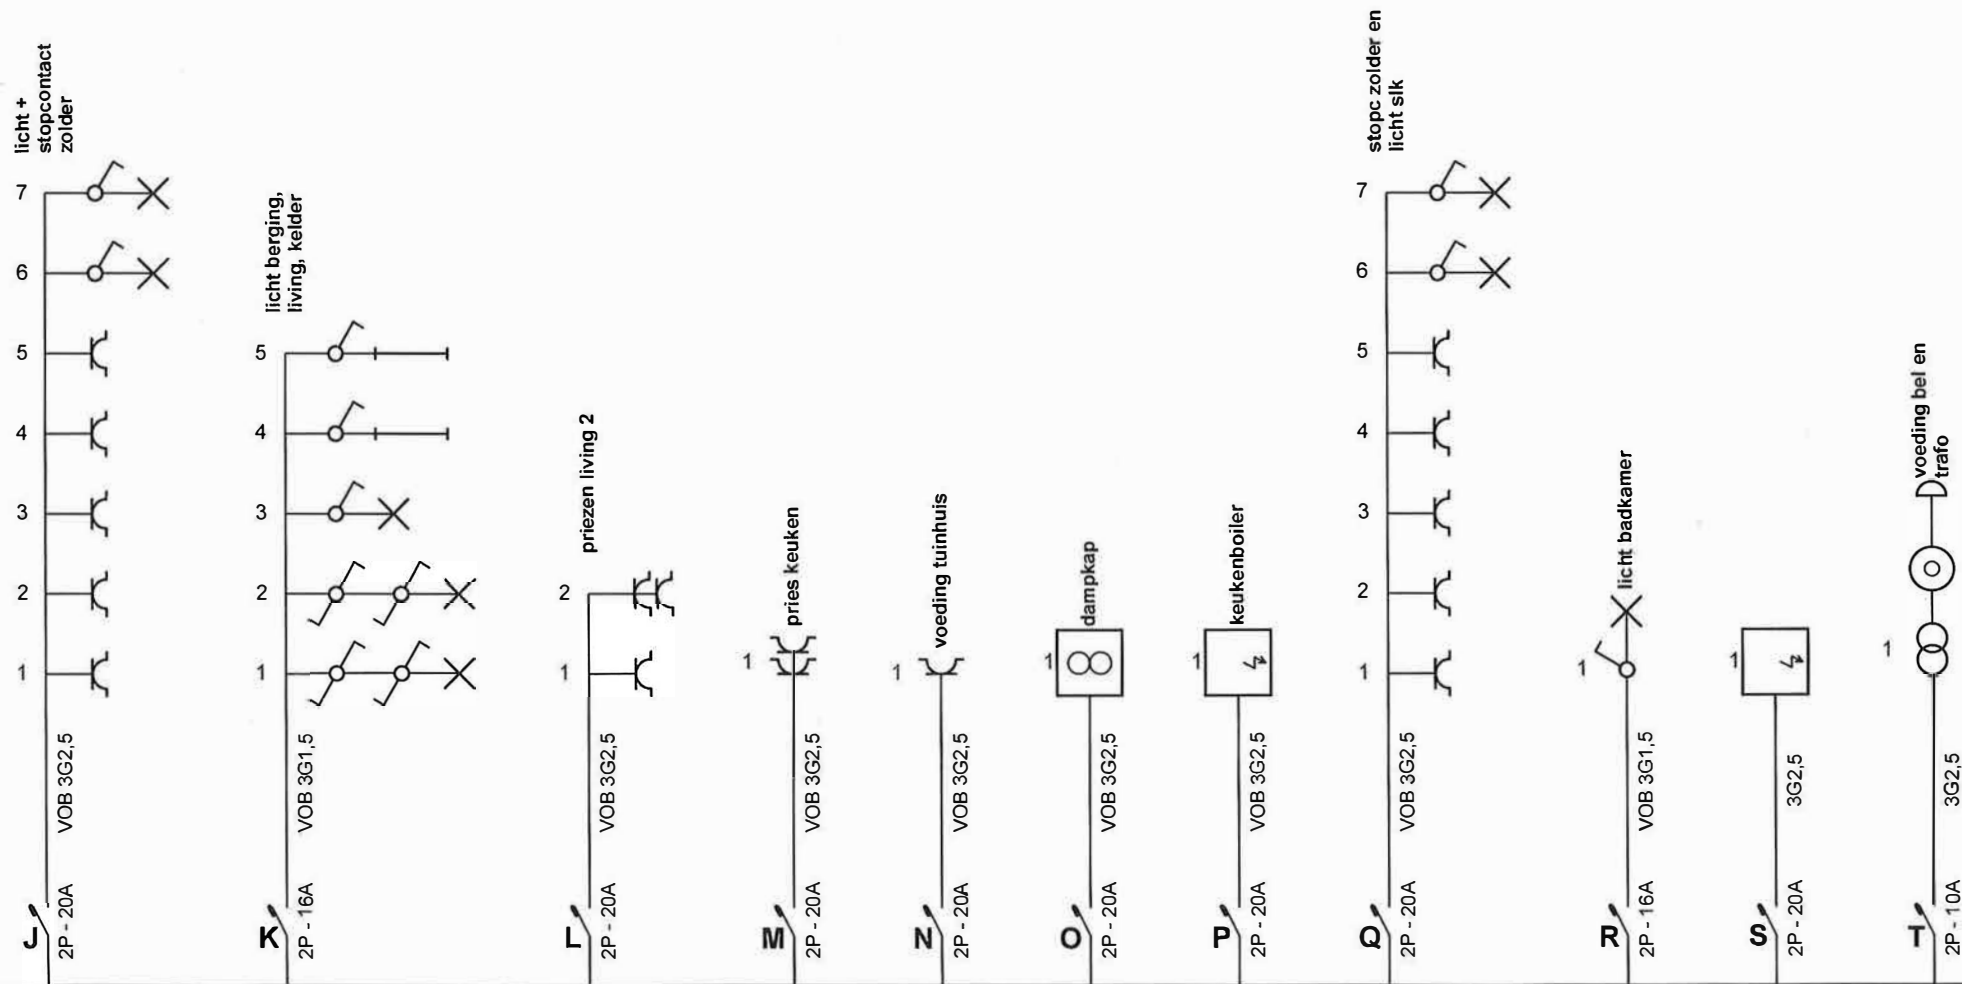 licht +
stopcontact
zolder
7
6
5
4
3
2
1
VOB 3G2,5
J
2P - 20A
licht berging,
living, kelder
5
4
3
2
1
VOB 3G1,5
K
2P - 16A
priezen living 2
2
1
VOB 3G2,5
L
2P - 20A
pries keuken
1
VOB 3G2,5
M
2P - 20A
voeding tuinhuis
1
VOB 3G2,5
N
2P - 20A
dampkap
1
VOB 3G2,5
O
2P - 20A
keukenboiler
1
VOB 3G2,5
P
2P - 20A
stopc zolder en
licht slk
7
6
5
4
3
2
1
VOB 3G2,5
Q
2P - 20A
licht badkamer
1
VOB 3G1,5
R
2P - 16A
1
3G2,5
S
2P - 20A
voeding bel en
trafo
1
3G2,5
T
2P - 10A